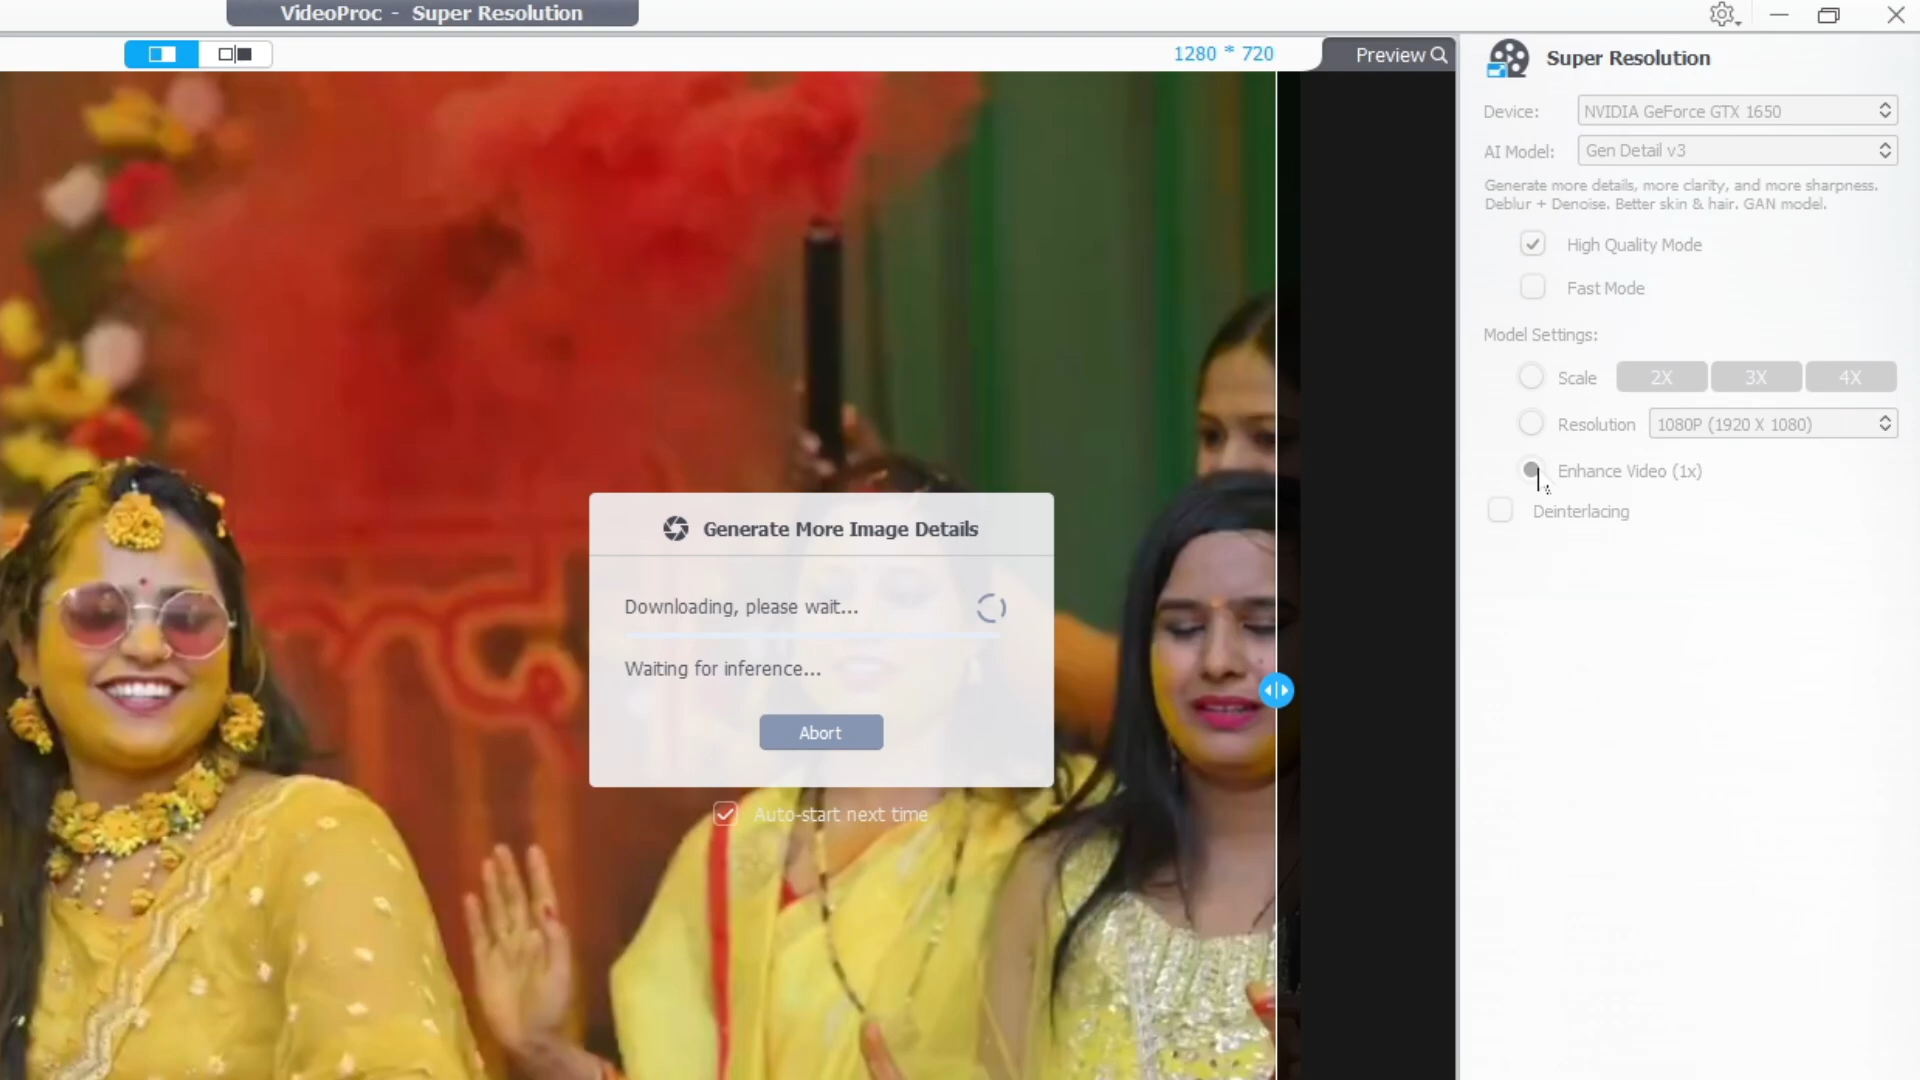 VideoProc - Super Resolution
1280 * 720
Preview
Super Resolution
Device:
NVIDIA GeForce GTX 1650
AI Model:
Gen Detail v3
Generate more details, more clarity, and more sharpness.
Deblur + Denoise. Better skin & hair. GAN model.
High Quality Mode
Fast Mode
Model Settings:
Scale
2X
3X
4X
Resolution
1080P (1920 X 1080)
Enhance Video (1x)
Deinterlacing
Generate More Image Details
Downloading, please wait...
Waiting for inference...
Abort
Auto-start next time